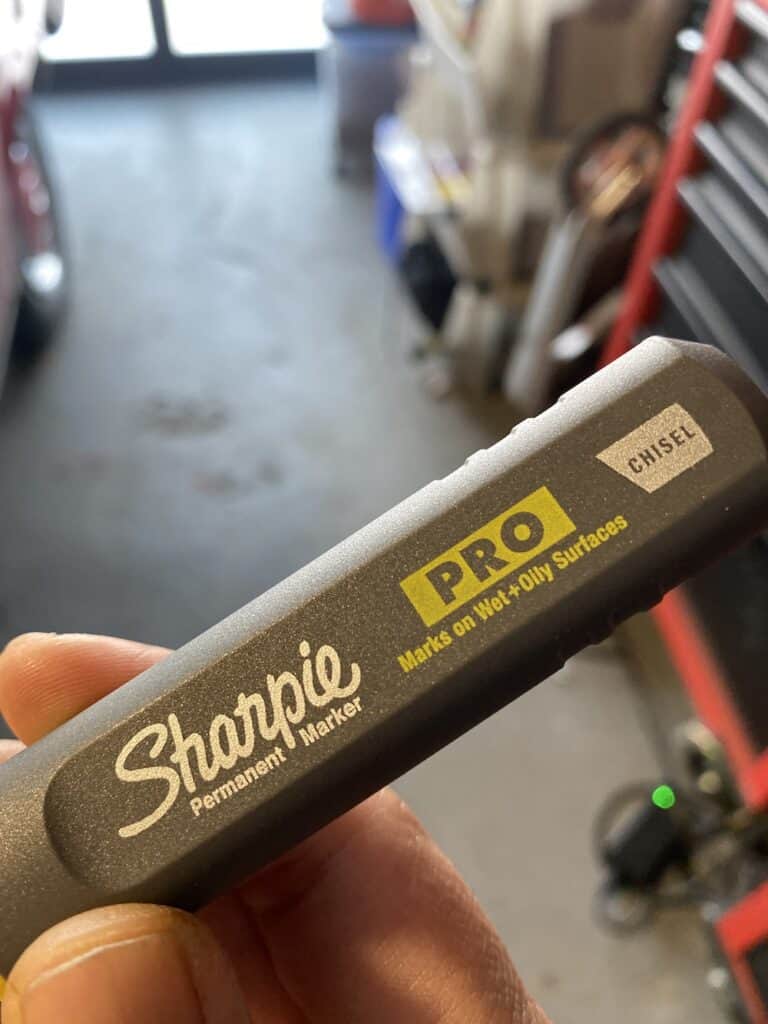 CHISEL
PRO
Marks on Wet+Oily Surfaces
Sharpie
Permanent Marker